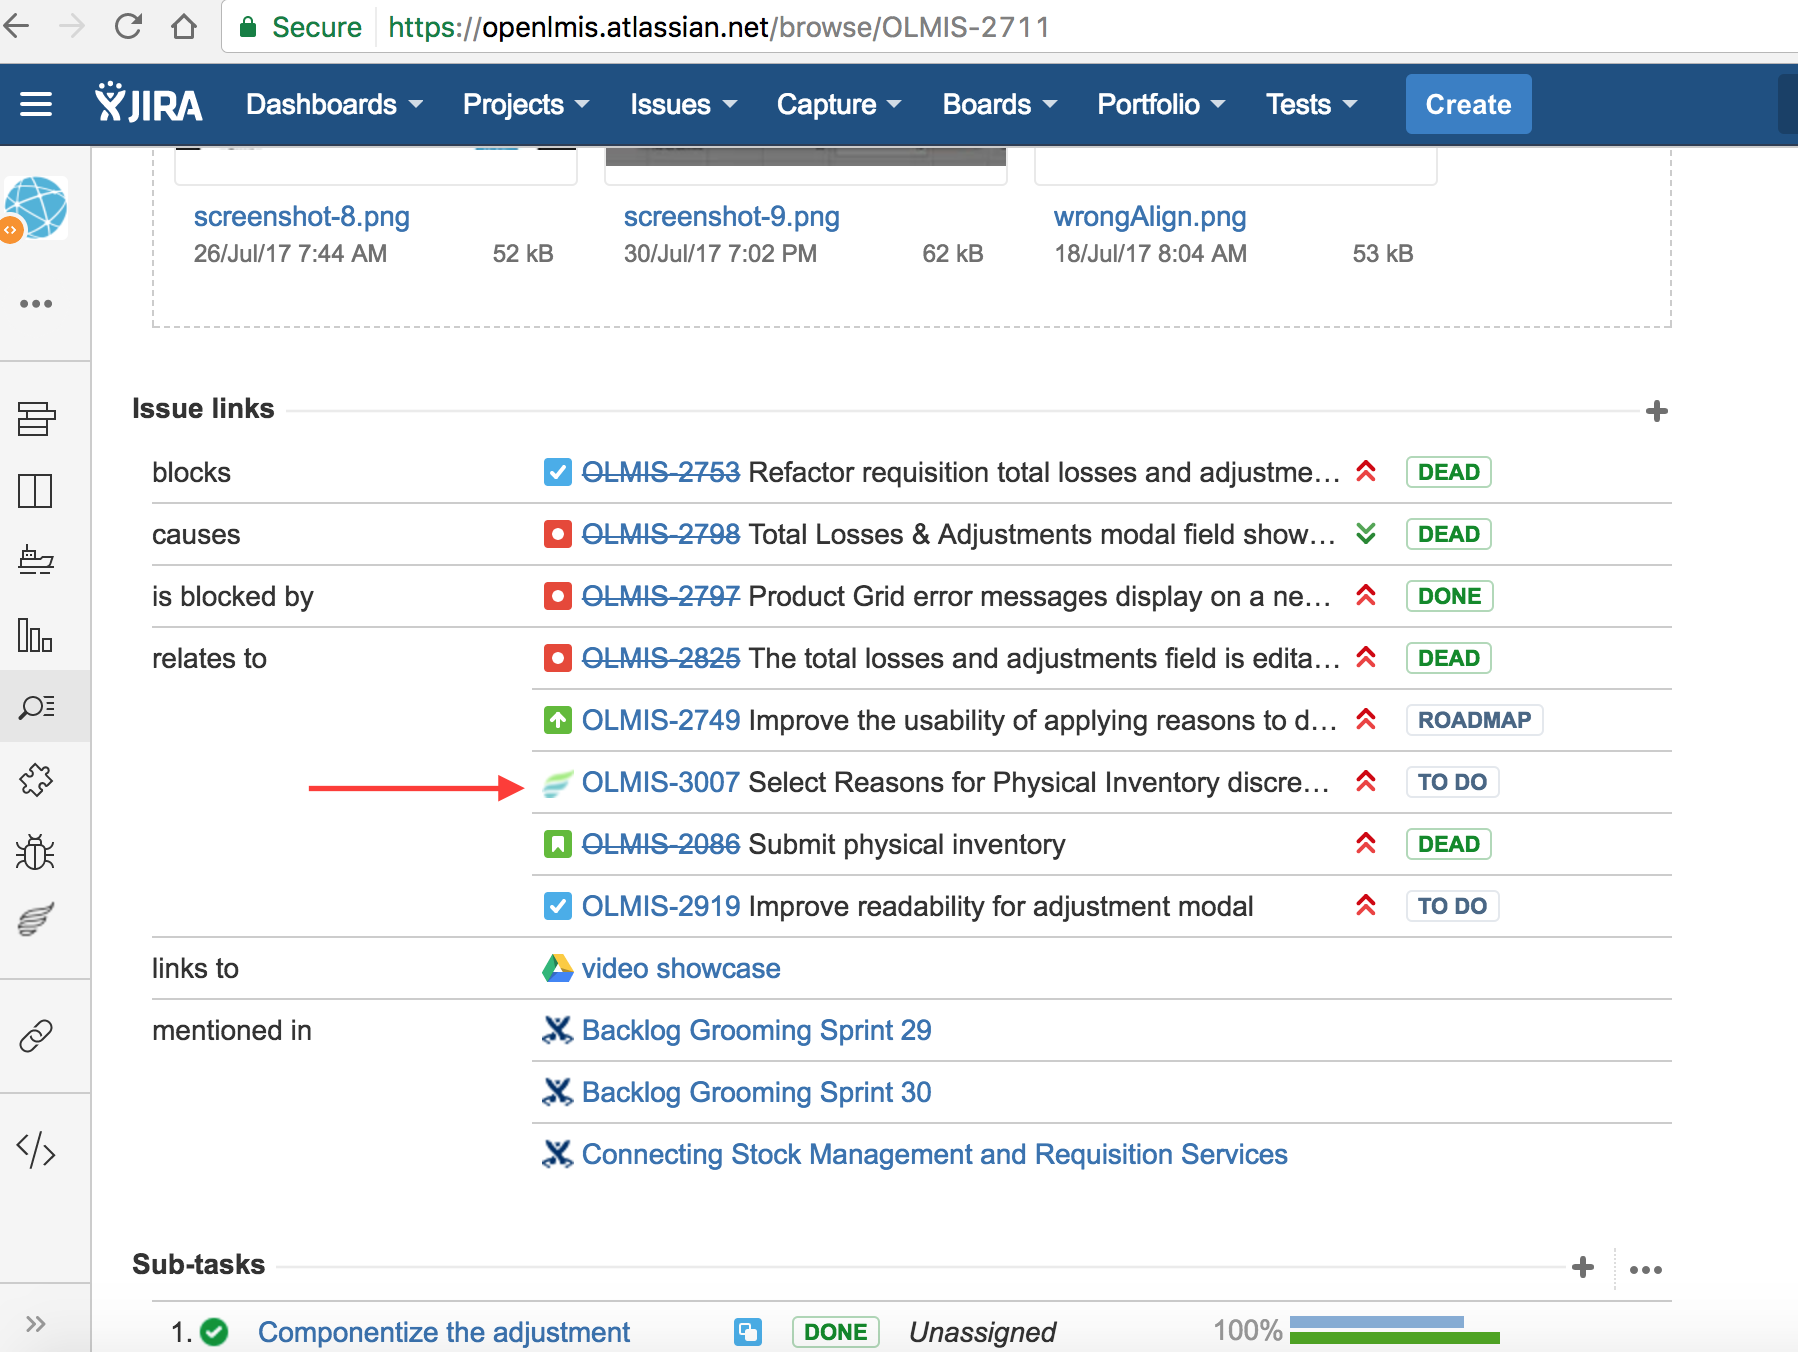 Secure https://openlmis.atlassian.net/browse/OLMIS-2711
JIRA Dashboards Projects Issues Capture Boards Portfolio Tests Create
screenshot-8.png screenshot-9.png wrongAlign.png
26/Jul/17 7:44 AM 52 kB 30/Jul/17 7:02 PM 62 kB 18/Jul/17 8:04 AM 53 kB
Issue links
blocks OLMIS-2753 Refactor requisition total losses and adjustme... DEAD
causes OLMIS-2798 Total Losses & Adjustments modal field show... DEAD
is blocked by OLMIS-2797 Product Grid error messages display on a ne... DONE
relates to OLMIS-2825 The total losses and adjustments field is edita... DEAD
OLMIS-2749 Improve the usability of applying reasons to d... ROADMAP
OLMIS-3007 Select Reasons for Physical Inventory discre... TO DO
OLMIS-2086 Submit physical inventory DEAD
OLMIS-2919 Improve readability for adjustment modal TO DO
links to video showcase
mentioned in Backlog Grooming Sprint 29
Backlog Grooming Sprint 30
Connecting Stock Management and Requisition Services
Sub-tasks
1. Componentize the adjustment DONE Unassigned 100%